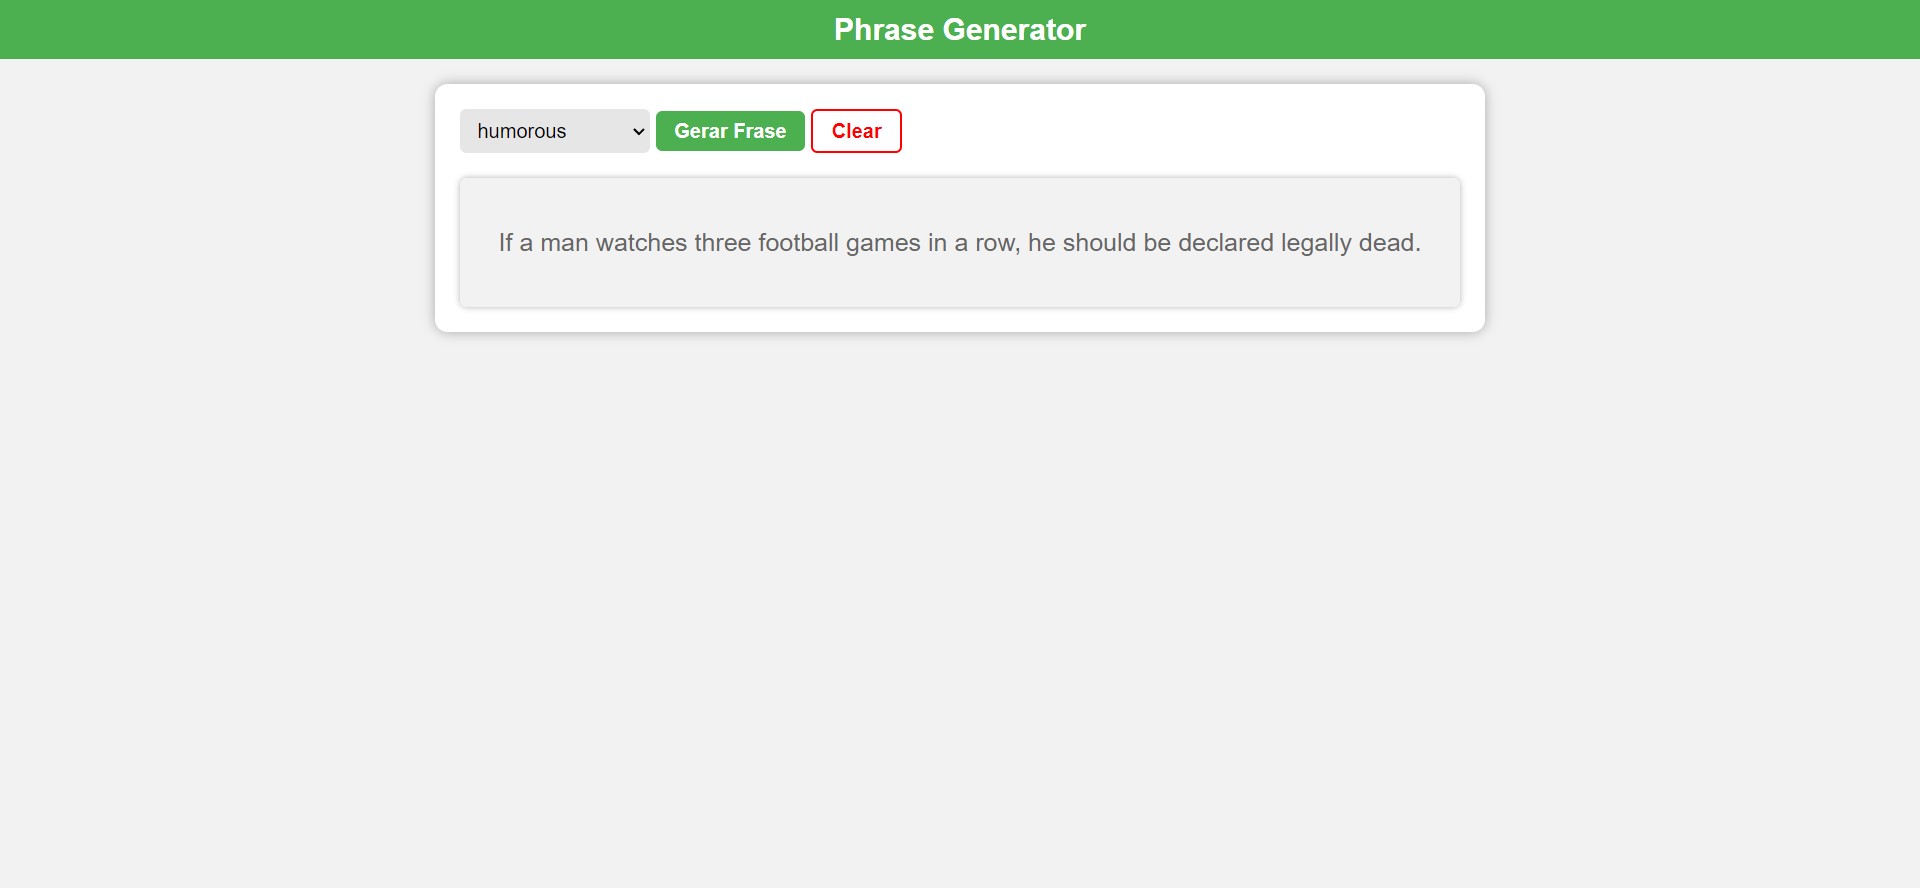 Phrase Generator
humorous Gerar Frase Clear
If a man watches three football games in a row, he should be declared legally dead.